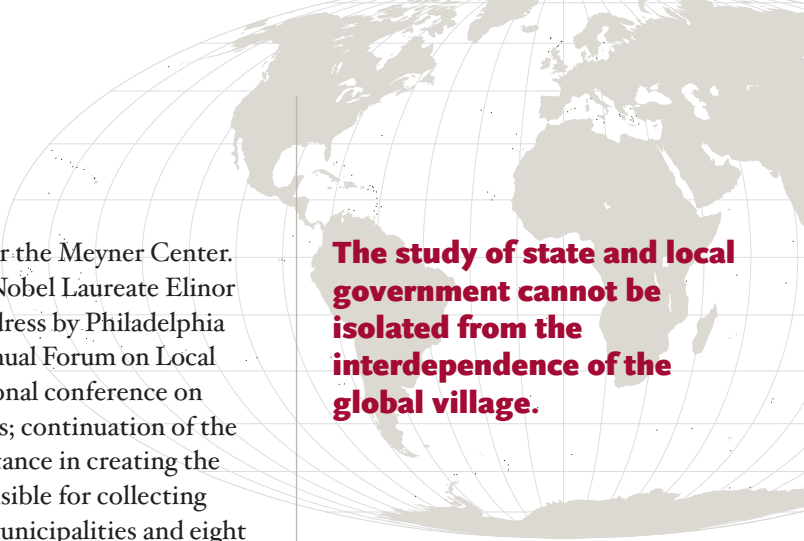 r the Meyner Center.
Nobel Laureate Elinor
dress by Philadelphia
nual Forum on Local
onal conference on
s; continuation of the
tance in creating the
sible for collecting
unicipalities and eight
The study of state and local
government cannot be
isolated from the
interdependence of the
global village.